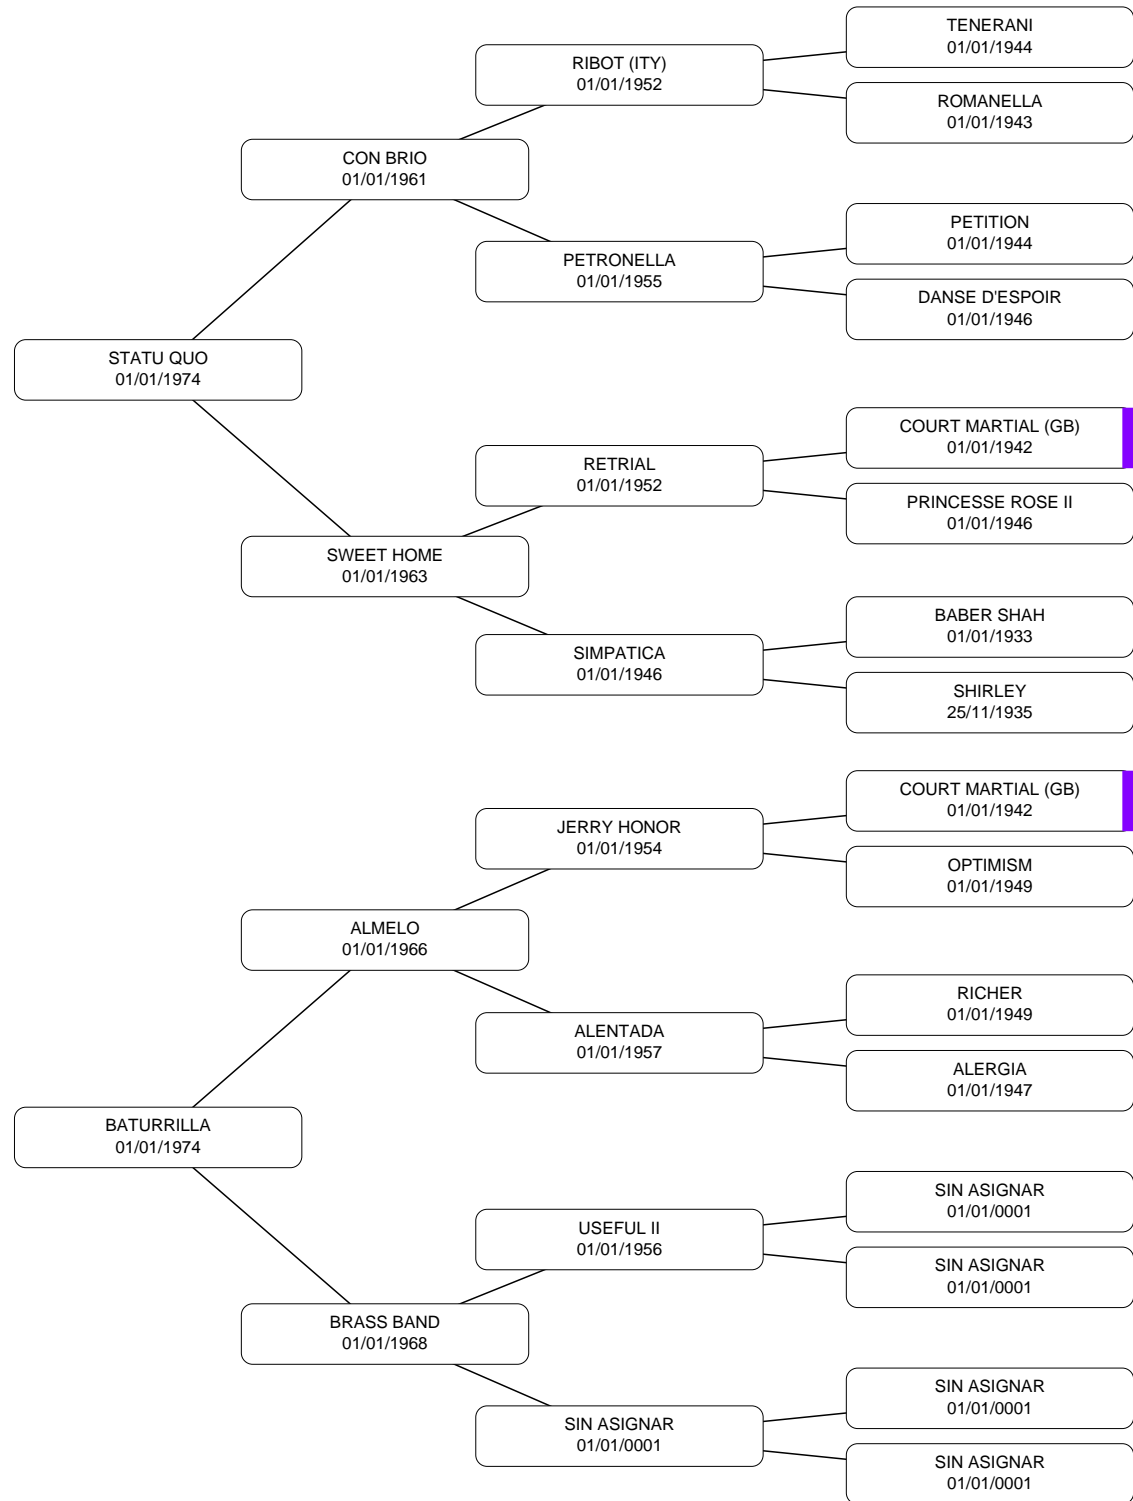 TENERANI
01/01/1944
RIBOT (ITY)
01/01/1952
ROMANELLA
01/01/1943
CON BRIO
01/01/1961
PETITION
01/01/1944
PETRONELLA
01/01/1955
DANSE D'ESPOIR
01/01/1946
STATU QUO
01/01/1974
COURT MARTIAL (GB)
01/01/1942
RETRIAL
01/01/1952
PRINCESSE ROSE II
01/01/1946
SWEET HOME
01/01/1963
BABER SHAH
01/01/1933
SIMPATICA
01/01/1946
SHIRLEY
25/11/1935
COURT MARTIAL (GB)
01/01/1942
JERRY HONOR
01/01/1954
OPTIMISM
01/01/1949
ALMELO
01/01/1966
RICHER
01/01/1949
ALENTADA
01/01/1957
ALERGIA
01/01/1947
BATURRILLA
01/01/1974
SIN ASIGNAR
01/01/0001
USEFUL II
01/01/1956
SIN ASIGNAR
01/01/0001
BRASS BAND
01/01/1968
SIN ASIGNAR
01/01/0001
SIN ASIGNAR
01/01/0001
SIN ASIGNAR
01/01/0001